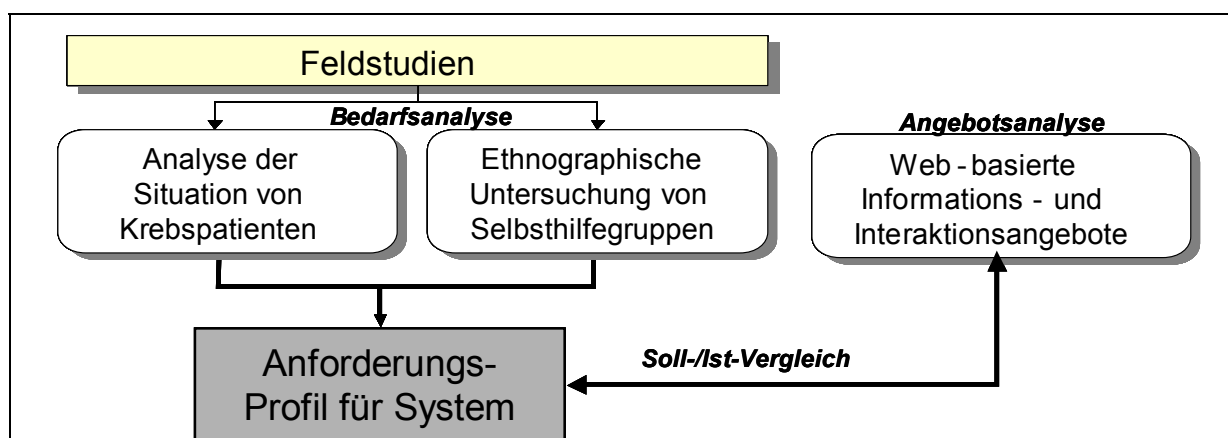 Feldstudien
Bedarfsanalyse
Analyse der
Situation von
Krebspatienten
Ethnographische
Untersuchung von
Selbsthilfegruppen
Angebotsanalyse
Web - basierte
Informations - und
Interaktionsangebote
Anforderungs-
Profil für System
Soll-/Ist-Vergleich